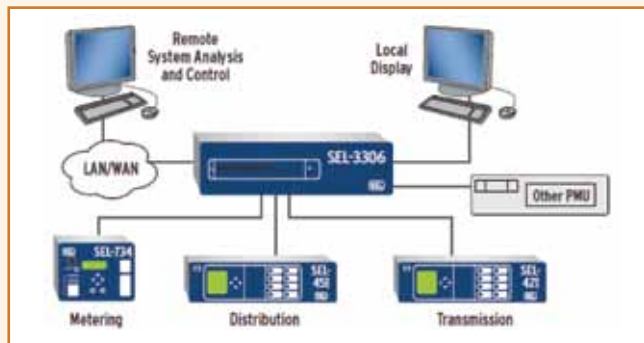 Remote
System Analysis
and Control
Local
Display
LAN/WAN
SEL-3306
Other PMU
SEL-734
SEL-
451
SEL-
421
Metering
Distribution
Transmission